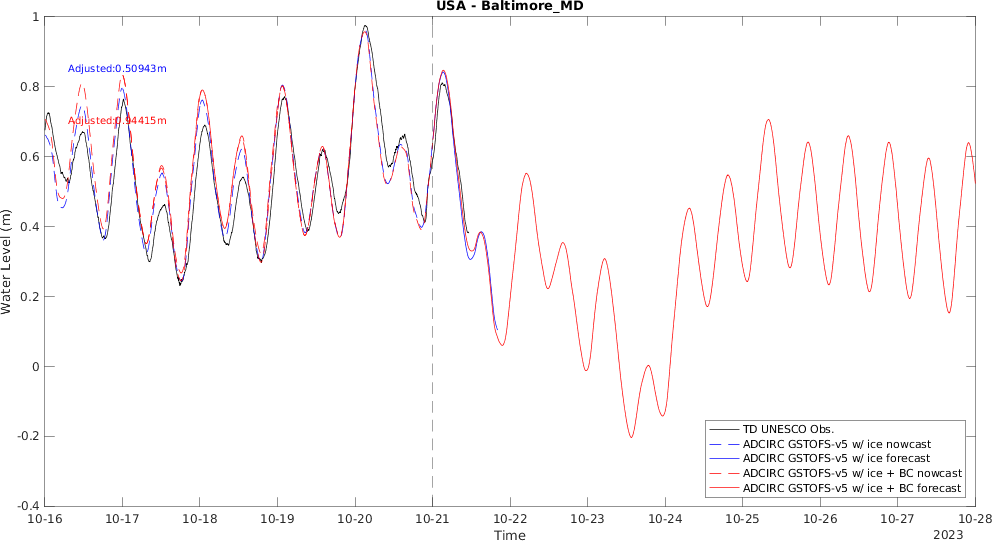 USA - Baltimore_MD
Adjusted:0.50943m
Adjusted:0.94415m
Water Level (m)
1
0.8
0.6
0.4
0.2
0
-0.2
-0.4
TD UNESCO Obs.
ADCIRC GSTOFS-v5 w/ ice nowcast
ADCIRC GSTOFS-v5 w/ ice forecast
ADCIRC GSTOFS-v5 w/ ice + BC nowcast
ADCIRC GSTOFS-v5 w/ ice + BC forecast
10-16 10-17 10-18 10-19 10-20 10-21 10-22 10-23 10-24 10-25 10-26 10-27 10-28
Time
2023